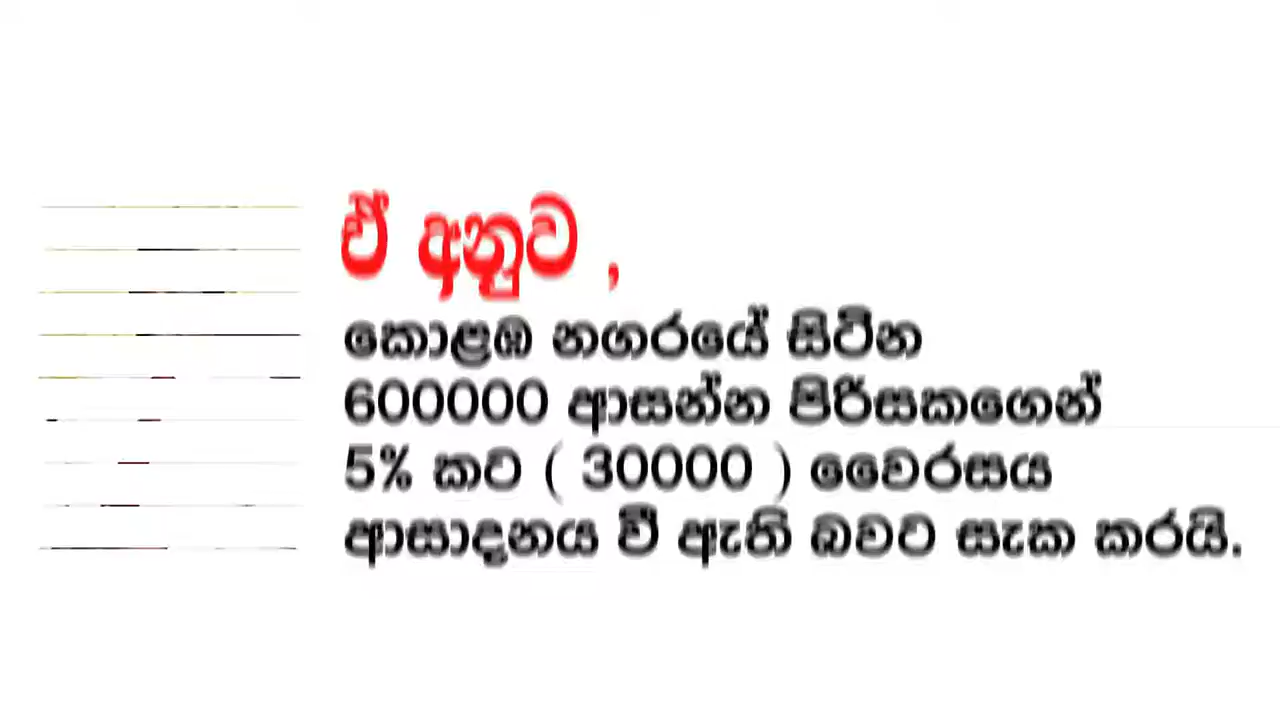 ඒ අනුව ,
කොළඹ නගරයේ සිටින
600000 ආසන්න පිරිසකගෙන්
5% කට ( 30000 ) වෛරසය
ආසාදනය වී ඇති බවට සැක කරයි.